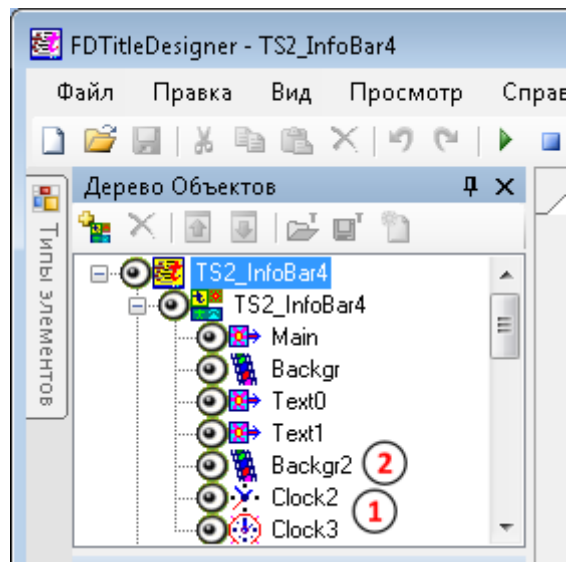 FDTitleDesigner - TS2_InfoBar4
Файл Правка Вид Просмотр Справ
Дерево Объектов
Типы элементов
TS2_InfoBar4
TS2_InfoBar4
Main
Backgr
Text0
Text1
Backgr2 2
Clock2
1
Clock3